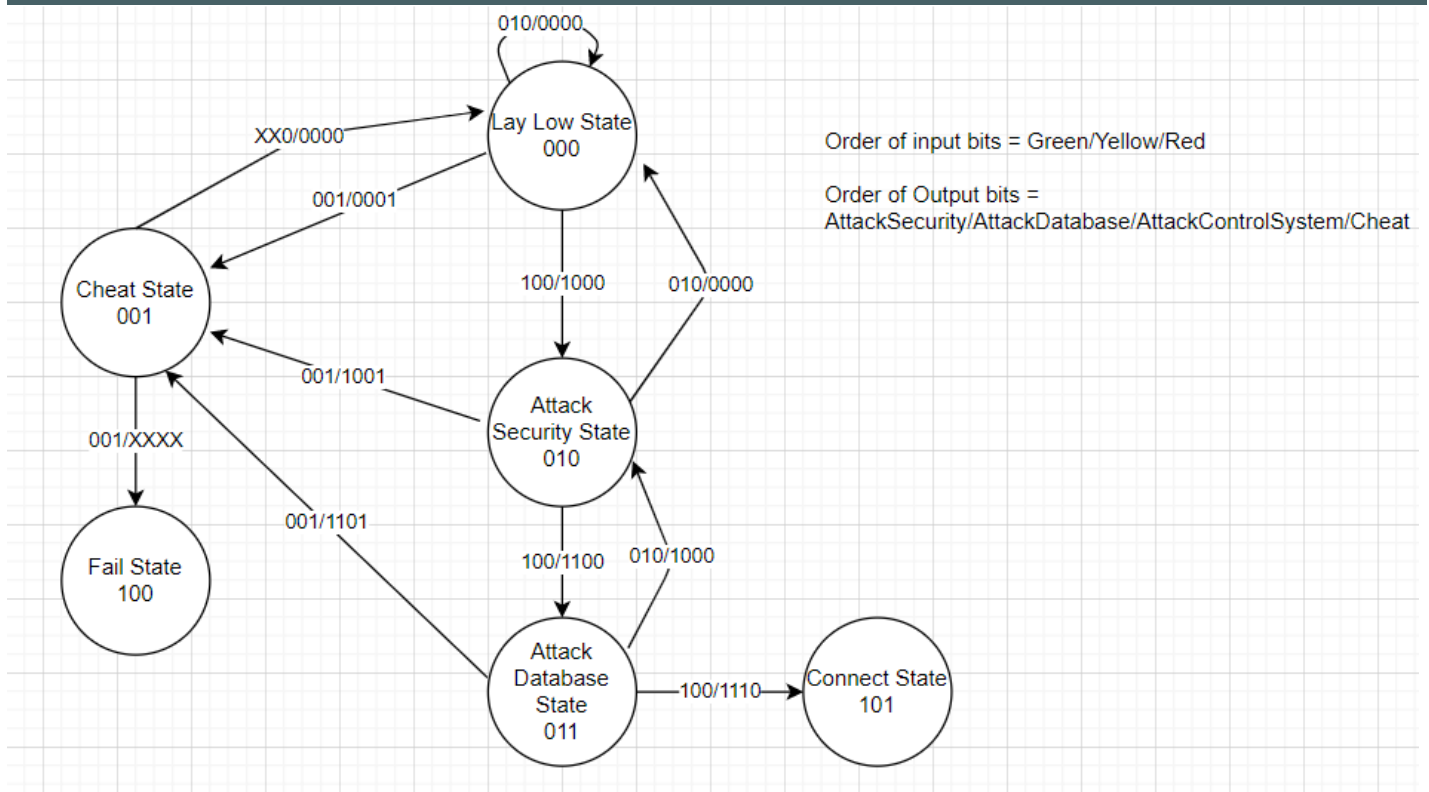 010/0000
Lay Low State
000
XX0/0000
Order of input bits = Green/Yellow/Red
001/0001
Order of Output bits =
AttackSecurity/AttackDatabase/AttackControlSystem/Cheat
Cheat State
001
100/1000
010/0000
001/1001
Attack
Security State
010
001/XXXX
001/1101
100/1100
010/1000
Fail State
100
Attack
Database
State
011
100/1110
Connect State
101